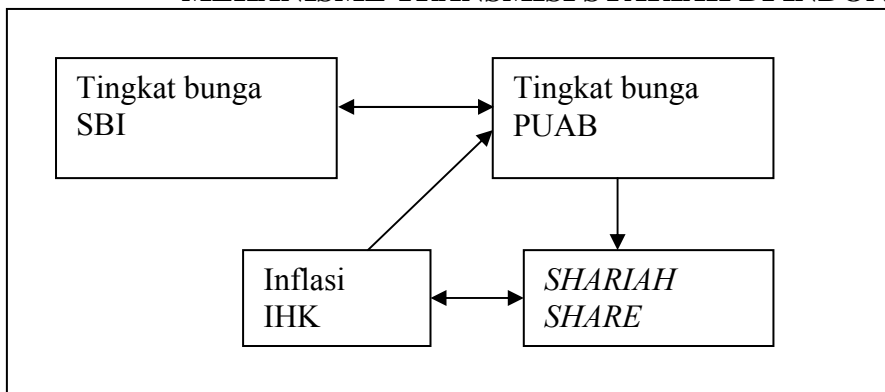 Tingkat bunga
SBI
Tingkat bunga
PUAB
Inflasi
IHK
SHARIAH
SHARE